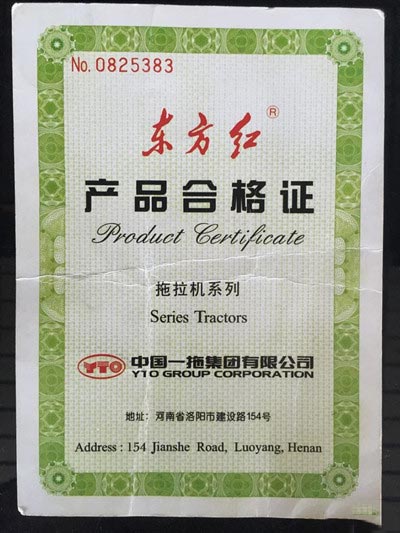 No. 0825383
东方红®
产品合格证
Product Certificate
拖拉机系列
Series Tractors
YTO 中国一拖集团有限公司
YTO GROUP CORPORATION
地址：河南省洛阳市建设路154号
Address : 154 Jianshe Road, Luoyang, Henan